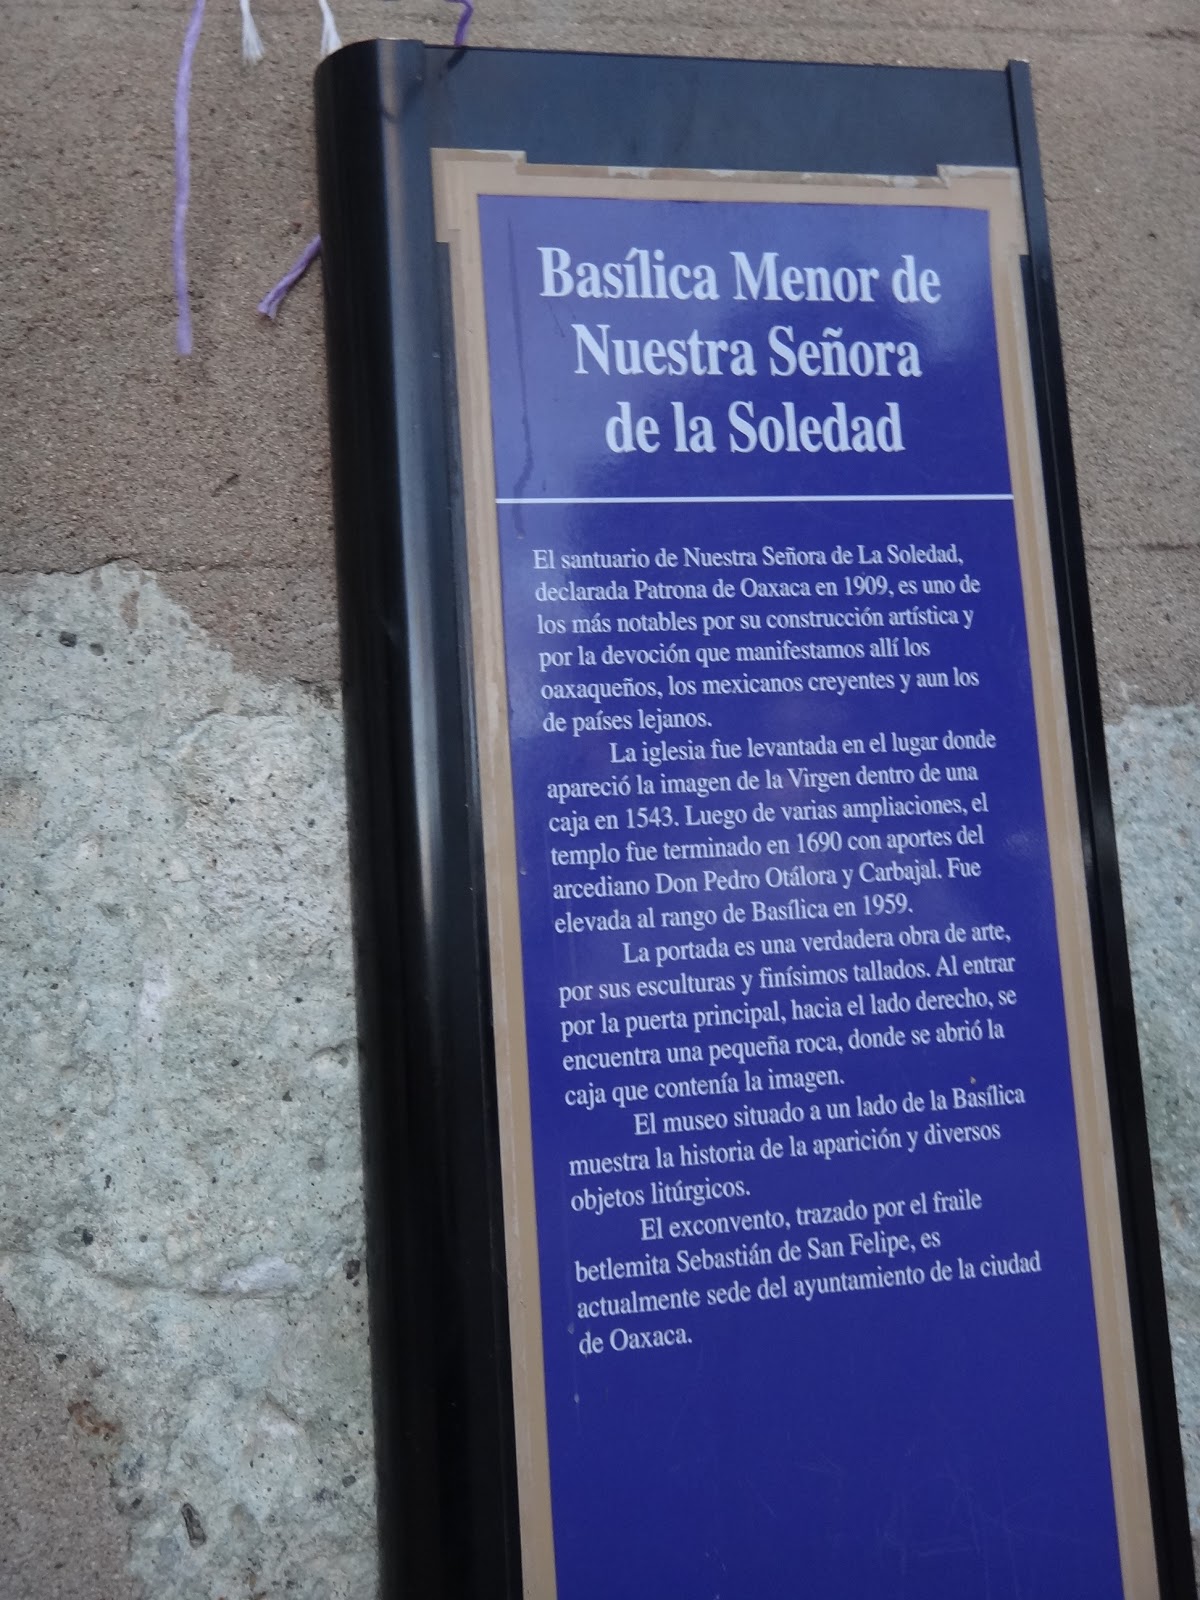 Basílica Menor de
Nuestra Señora
de la Soledad
El santuario de Nuestra Señora de La Soledad,
declarada Patrona de Oaxaca en 1909, es uno de
los más notables por su construcción artística y
por la devoción que manifestamos allí los
oaxaqueños, los mexicanos creyentes y aun los
de países lejanos.
La iglesia fue levantada en el lugar donde
apareció la imagen de la Virgen dentro de una
caja en 1543. Luego de varias ampliaciones, el
templo fue terminado en 1690 con aportes del
arcediano Don Pedro Otálora y Carbajal. Fue
elevada al rango de Basílica en 1959.
La portada es una verdadera obra de arte,
por sus esculturas y finísimos tallados. Al entrar
por la puerta principal, hacia el lado derecho, se
encuentra una pequeña roca, donde se abrió la
caja que contenía la imagen.
El museo situado a un lado de la Basílica
muestra la historia de la aparición y diversos
objetos litúrgicos.
El exconvento, trazado por el fraile
betlemita Sebastián de San Felipe, es
actualmente sede del ayuntamiento de la ciudad
de Oaxaca.